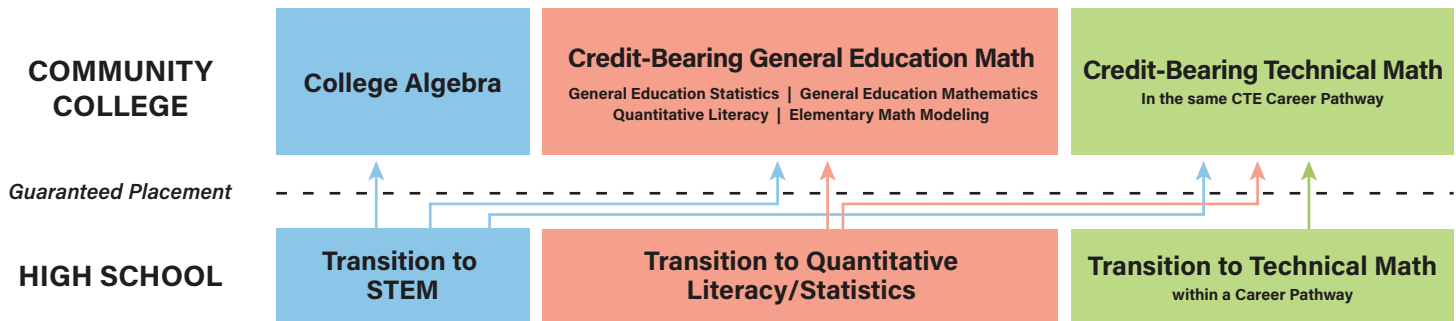 COMMUNITY
COLLEGE
College Algebra
Credit-Bearing General Education Math
General Education Statistics | General Education Mathematics
Quantitative Literacy | Elementary Math Modeling
Credit-Bearing Technical Math
In the same CTE Career Pathway
Guaranteed Placement
HIGH SCHOOL
Transition to
STEM
Transition to Quantitative
Literacy/Statistics
Transition to Technical Math
within a Career Pathway